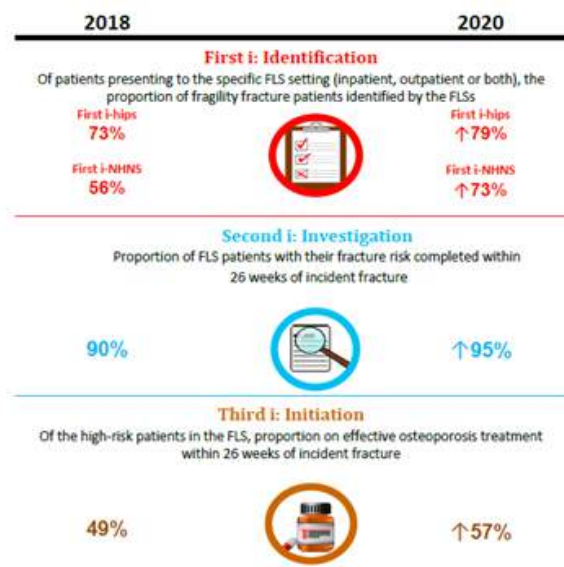 2018 2020
First i: Identification
Of patients presenting to the specific FLS setting (inpatient, outpatient or both), the
proportion of fragility fracture patients identified by the FLSs
First i-hips First i-hips
73% ↑79%
First i-NHNS First i-NHNS
56% ↑73%
Second i: Investigation
Proportion of FLS patients with their fracture risk completed within
26 weeks of incident fracture
90% ↑95%
Third i: Initiation
Of the high-risk patients in the FLS, proportion on effective osteoporosis treatment
within 26 weeks of incident fracture
49% ↑57%